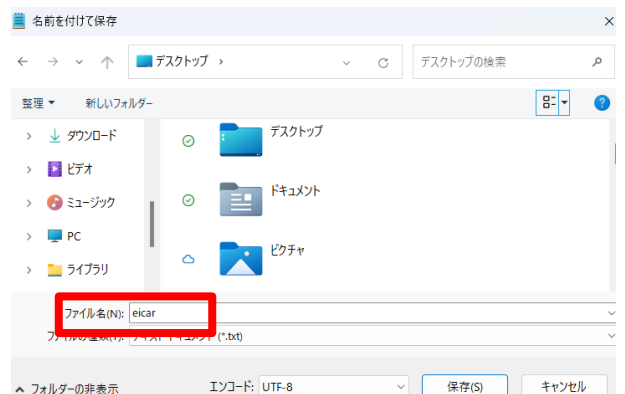 名前を付けて保存
デスクトップ
デスクトップの検索
整理 新しいフォルダー
ダウンロード
ビデオ
ミュージック
PC
ライブラリ
デスクトップ
ドキュメント
ピクチャ
ファイル名(N): eicar
(*.txt)
フォルダーの非表示
エンコード: UTF-8
保存(S)
キャンセル